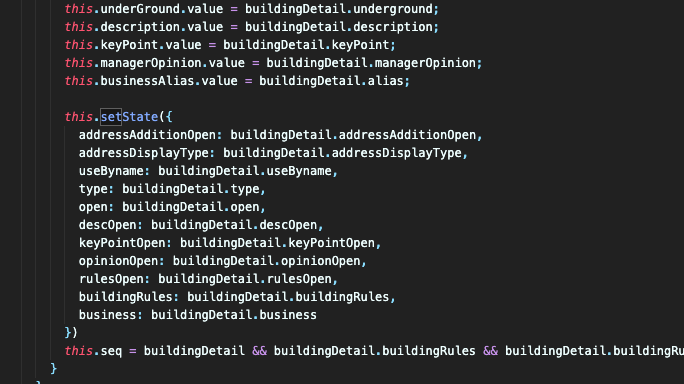 this.underGround.value = buildingDetail.underground;
this.description.value = buildingDetail.description;
this.keyPoint.value = buildingDetail.keyPoint;
this.managerOpinion.value = buildingDetail.managerOpinion;
this.businessAlias.value = buildingDetail.alias;
this.setState({
addressAdditionOpen: buildingDetail.addressAdditionOpen,
addressDisplayType: buildingDetail.addressDisplayType,
useByname: buildingDetail.useByname,
type: buildingDetail.type,
open: buildingDetail.open,
descOpen: buildingDetail.descOpen,
keyPointOpen: buildingDetail.keyPointOpen,
opinionOpen: buildingDetail.opinionOpen,
rulesOpen: buildingDetail.rulesOpen,
buildingRules: buildingDetail.buildingRules,
business: buildingDetail.business
})
this.seq = buildingDetail && buildingDetail.buildingRules && buildingDetail.buildingRu
}